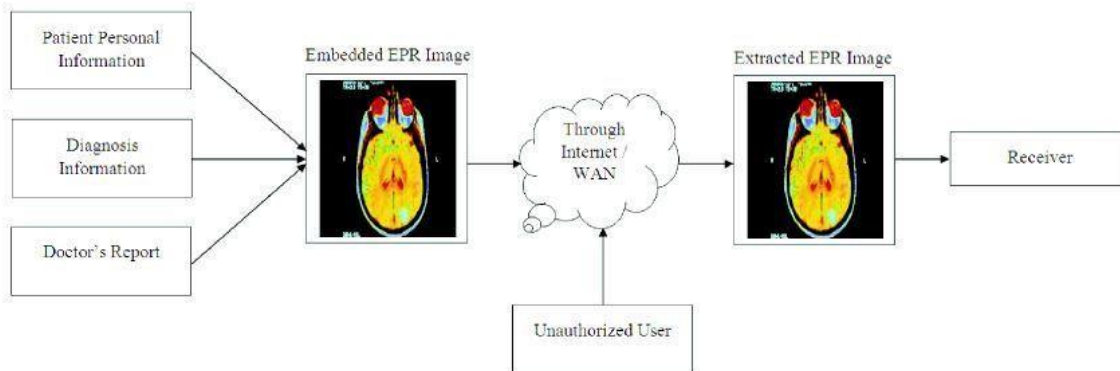 Patient Personal
Information
Diagnosis
Information
Doctor's Report
Embedded EPR Image
Through
Internet /
WAN
Unauthorized User
Extracted EPR Image
Receiver